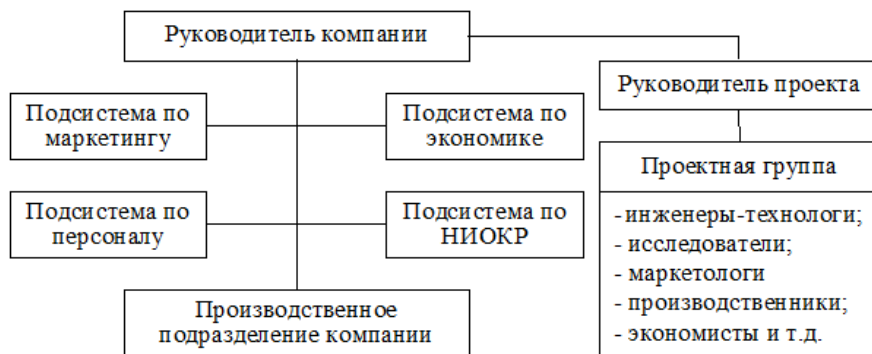 Руководитель компании
Руководитель проекта
Подсистема по
маркетингу
Подсистема по
экономике
Подсистема по
персоналу
Подсистема по
НИОКР
Производственное
подразделение компании
Проектная группа
-инженеры-технологи;
- исследователи;
- маркетологи
- производственники;
- экономисты и т.д.